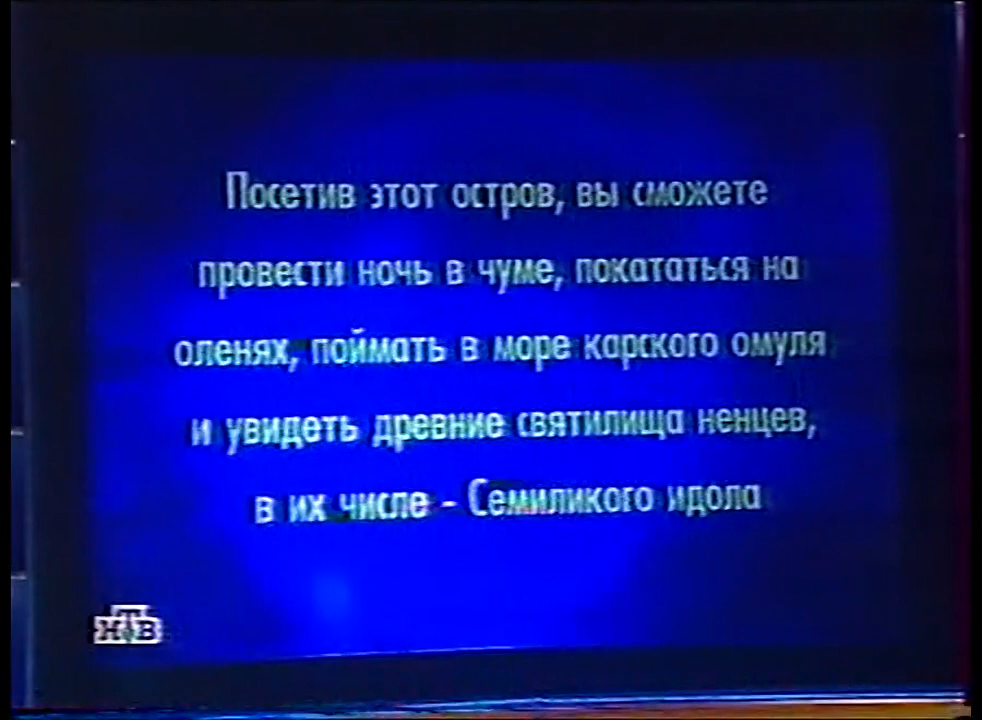 Посетив этот остров, вы сможете
провести ночь в чуме, покататься на
оленях, поймать в море карского омуля
и увидеть древние святилища ненцев,
в их числе - Семиликого идола
НТВ